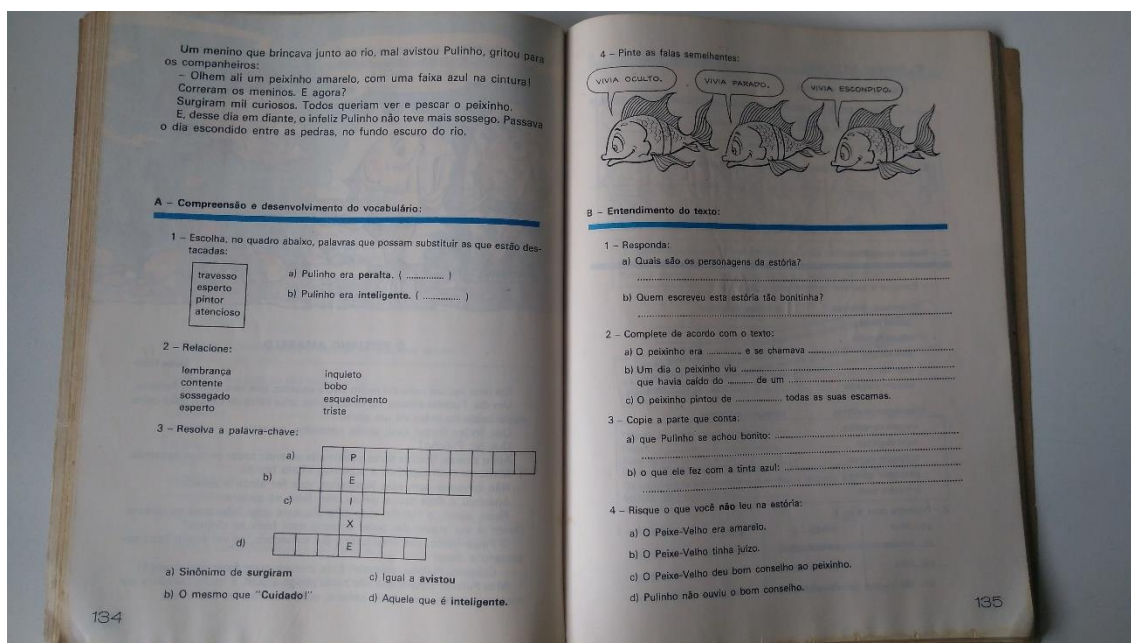 Um menino que brincava junto ao rio, mal avistou Pulinho, gritou para
os companheiros:
– Olhem ali um peixinho amarelo, com uma faixa azul na cintura!
Correram os meninos. E agora?
Surgiram mil curiosos. Todos queriam ver e pescar o peixinho.
E, desse dia em diante, o infeliz Pulinho não teve mais sossego. Passava
o dia escondido entre as pedras, no fundo escuro do rio.
A – Compreensão e desenvolvimento do vocabulário:
1 – Escolha, no quadro abaixo, palavras que possam substituir as que estão des-
tacadas:
travesso
esperto
pintor
atencioso
a) Pulinho era peralta. ( ............... )
b) Pulinho era inteligente. ( ............... )
2 – Relacione:
lembrança
contente
sossegado
esperto
inquieto
bobo
esquecimento
triste
3 – Resolva a palavra-chave:
a) P
b) E
c) I
X
d) E
a) Sinônimo de surgiram
b) O mesmo que "Cuidado!"
c) Igual a avistou
d) Aquele que é inteligente.
134
4 – Pinte as falas semelhantes:
VIVIA OCULTO.
VIVIA PARADO.
VIVIA ESCONDIDO.
B – Entendimento do texto:
1 – Responda:
a) Quais são os personagens da estória?
b) Quem escreveu esta estória tão bonitinha?
2 – Complete de acordo com o texto:
a) O peixinho era ............. e se chamava .............
b) Um dia o peixinho viu .............
que havia caído do .......... de um .............
c) O peixinho pintou de .................. todas as suas escamas.
3 – Copie a parte que conta:
a) que Pulinho se achou bonito: .............
b) o que ele fez com a tinta azul: .............
4 – Risque o que você não leu na estória:
a) O Peixe-Velho era amarelo.
b) O Peixe-Velho tinha juízo.
c) O Peixe-Velho deu bom conselho ao peixinho.
d) Pulinho não ouviu o bom conselho.
135